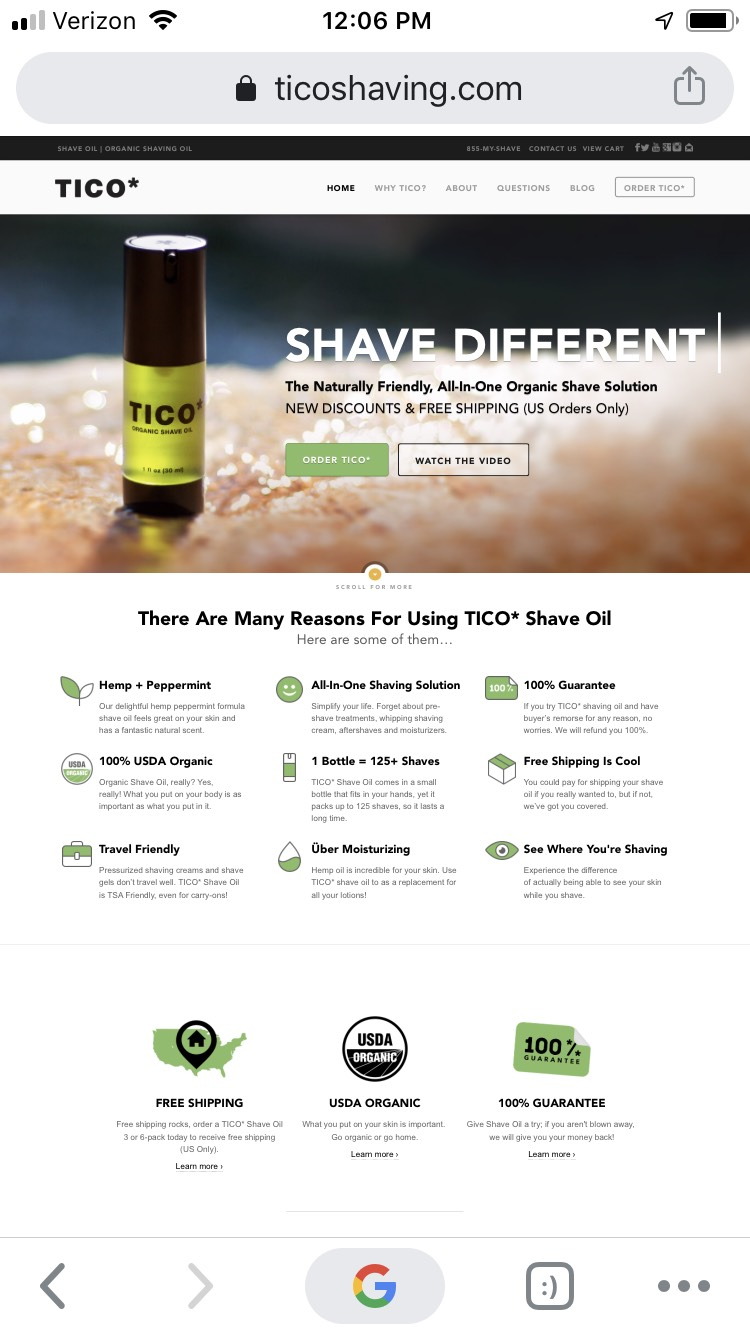 Verizon 12:06 PM
ticoshaving.com
SHAVE OIL | ORGANIC SHAVING OIL 855-MY-SHAVE CONTACT US VIEW CART
TICO* HOME WHY TICO? ABOUT QUESTIONS BLOG ORDER TICO*
SHAVE DIFFERENT
The Naturally Friendly, All-In-One Organic Shave Solution
NEW DISCOUNTS & FREE SHIPPING (US Orders Only)
ORDER TICO* WATCH THE VIDEO
TICO*
ORGANIC SHAVE OIL
1 fl oz (30 ml)
SCROLL FOR MORE
There Are Many Reasons For Using TICO* Shave Oil
Here are some of them...
Hemp + Peppermint
Our delightful hemp peppermint formula
shave oil feels great on your skin and
has a fantastic natural scent.
All-In-One Shaving Solution
Simplify your life. Forget about pre-
shave treatments, whipping shaving
cream, aftershaves and moisturizers.
100%
100% Guarantee
If you try TICO* shaving oil and have
buyer's remorse for any reason, no
worries. We will refund you 100%.
USDA
ORGANIC
100% USDA Organic
Organic Shave Oil, really? Yes,
really! What you put on your body is as
important as what you put in it.
1 Bottle = 125+ Shaves
TICO* Shave Oil comes in a small
bottle that fits in your hands, yet it
packs up to 125 shaves, so it lasts a
long time.
Free Shipping Is Cool
You could pay for shipping your shave
oil if you really wanted to, but if not,
we've got you covered.
Travel Friendly
Pressurized shaving creams and shave
gels don't travel well. TICO* Shave Oil
is TSA Friendly, even for carry-ons!
Über Moisturizing
Hemp oil is incredible for your skin. Use
TICO* shave oil to as a replacement for
all your lotions!
See Where You're Shaving
Experience the difference
of actually being able to see your skin
while you shave.
FREE SHIPPING
Free shipping rocks, order a TICO* Shave Oil
3 or 6-pack today to receive free shipping
(US Only).
Learn more ›
USDA
ORGANIC
USDA ORGANIC
What you put on your skin is important.
Go organic or go home.
Learn more ›
100%
GUARANTEE
100% GUARANTEE
Give Shave Oil a try; if you aren't blown away,
we will give you your money back!
Learn more ›
G
:)